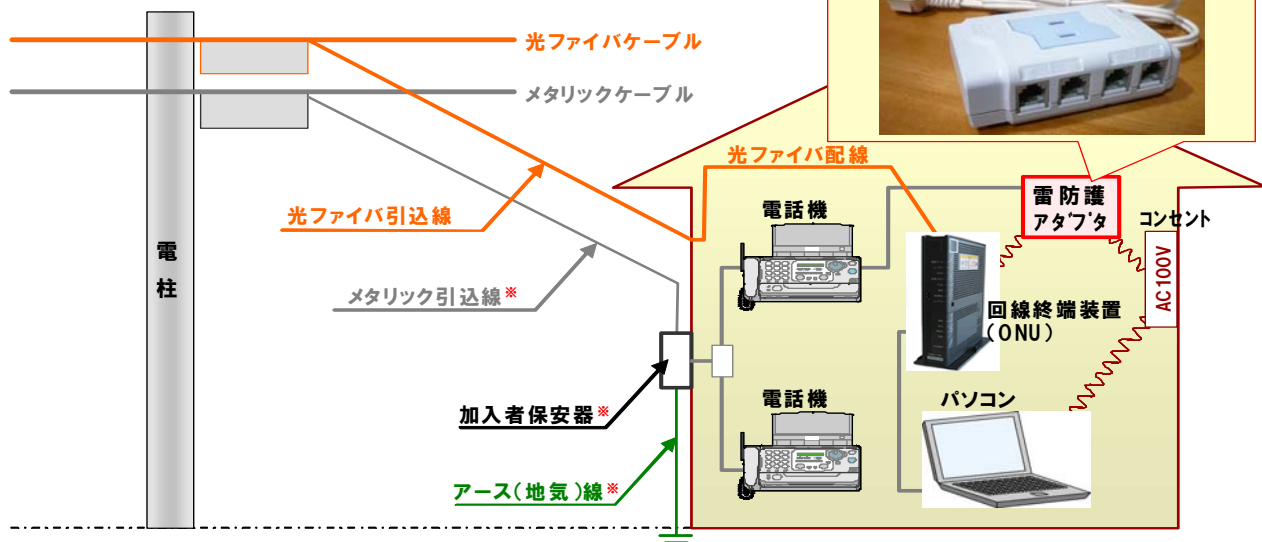 光ファイバケーブル
メタリックケーブル
光ファイバ配線
光ファイバ引込線
電柱
メタリック引込線※
電話機
雷防護
アダプタ
コンセント
AC100V
回線終端装置
(ONU)
加入者保安器※
電話機
パソコン
アース(地気)線※